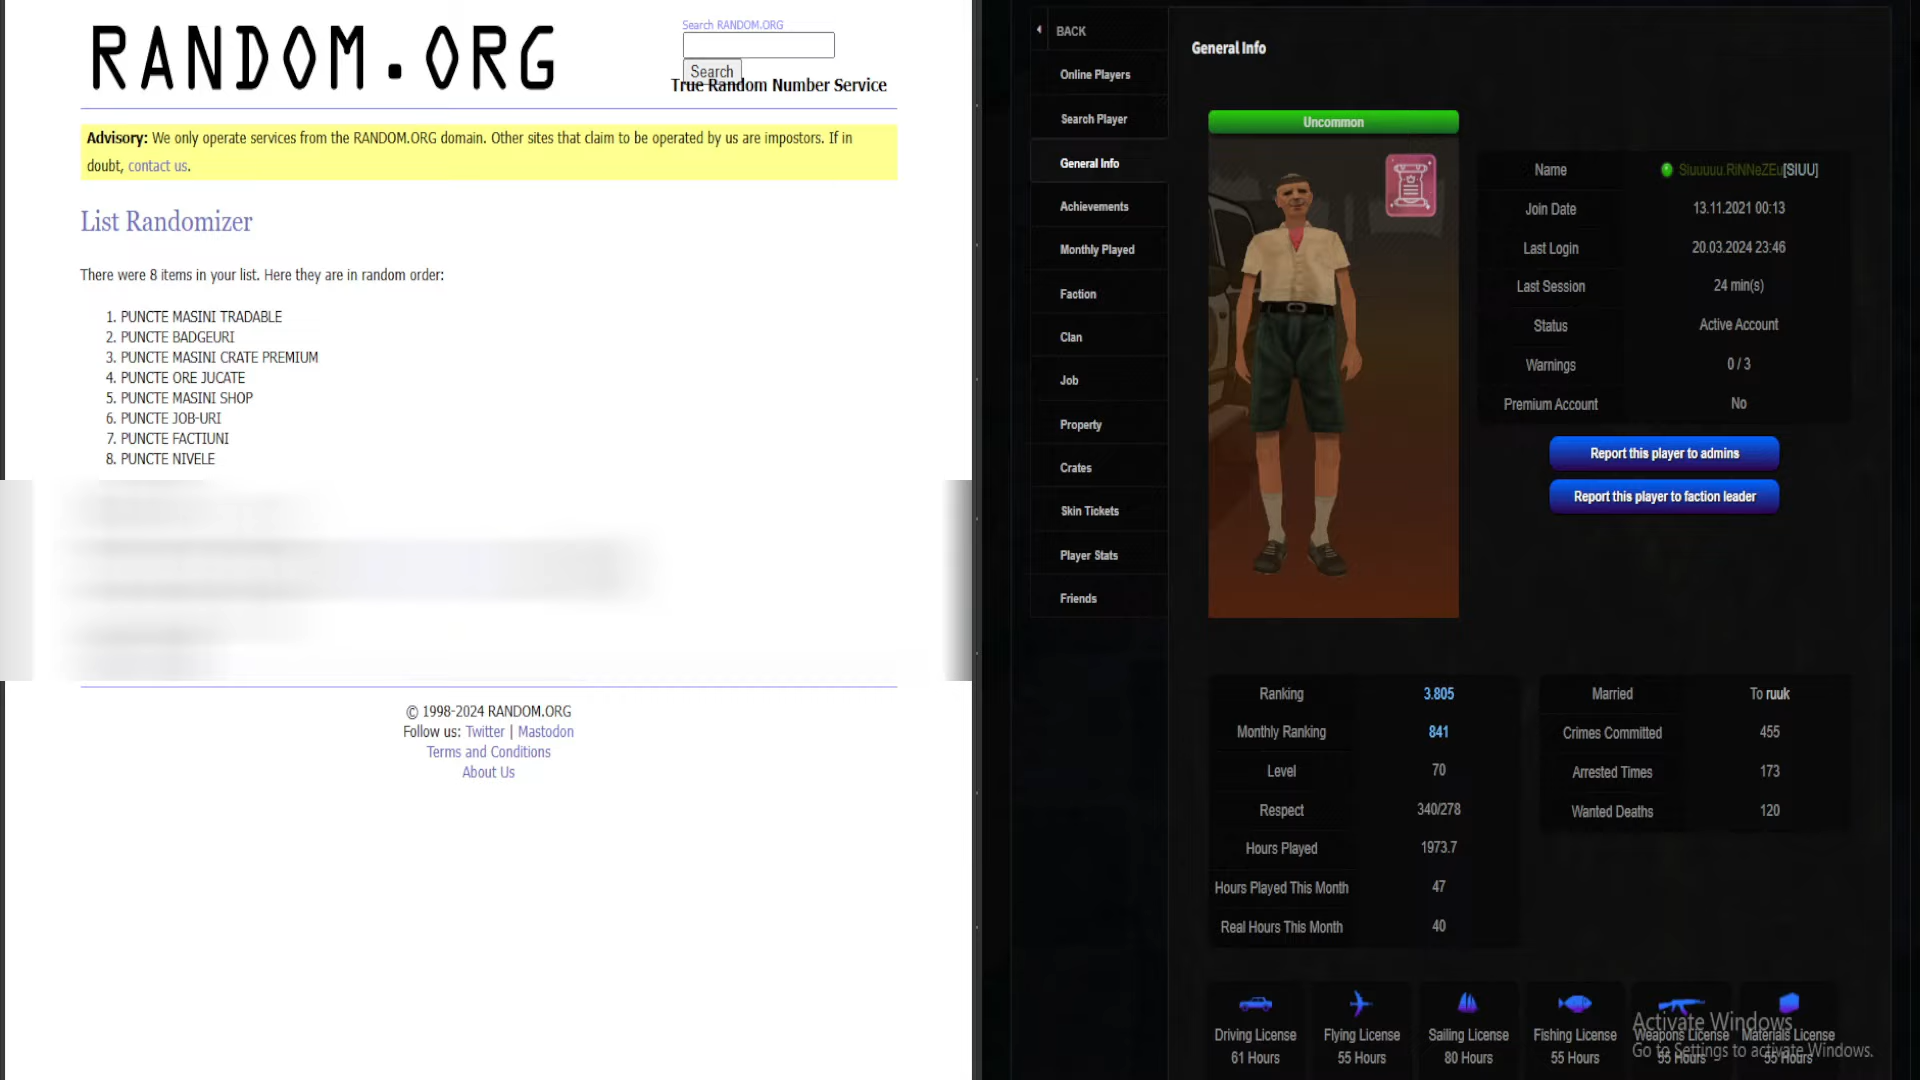 RANDOM.ORG
Search RANDOM.ORG
Search
True Random Number Service
Advisory: We only operate services from the RANDOM.ORG domain. Other sites that claim to be operated by us are impostors. If in
doubt, contact us.
List Randomizer
There were 8 items in your list. Here they are in random order:
1. PUNCTE MASINI TRADABLE
2. PUNCTE BADGEURI
3. PUNCTE MASINI CRATE PREMIUM
4. PUNCTE ORE JUCATE
5. PUNCTE MASINI SHOP
6. PUNCTE JOB-URI
7. PUNCTE FACTIUNI
8. PUNCTE NIVELE
© 1998-2024 RANDOM.ORG
Follow us: Twitter | Mastodon
Terms and Conditions
About Us
BACK
Online Players
Search Player
General Info
Achievements
Monthly Played
Faction
Clan
Job
Property
Crates
Skin Tickets
Player Stats
Friends
General Info
Uncommon
Name Siuuuuu.RiNNeZEu[SIUU]
Join Date 13.11.2021 00:13
Last Login 20.03.2024 23:46
Last Session 24 min(s)
Status Active Account
Warnings 0 / 3
Premium Account No
Report this player to admins
Report this player to faction leader
Ranking 3.805
Monthly Ranking 841
Level 70
Respect 340/278
Hours Played 1973.7
Hours Played This Month 47
Real Hours This Month 40
Married To ruuk
Crimes Committed 455
Arrested Times 173
Wanted Deaths 120
Driving License Flying License Sailing License Fishing License Weapons License Materials License
61 Hours 55 Hours 80 Hours 55 Hours 55 Hours 55 Hours
Activate Windows
Go to Settings to activate Windows.